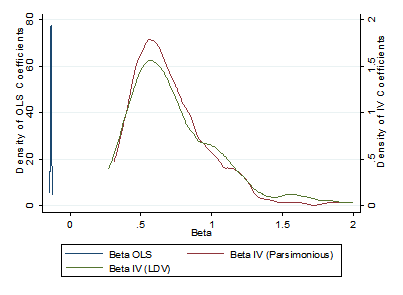 Density of OLS Coefficients
80
60
40
20
0
Density of IV Coefficients
2
1.5
1
.5
0
0 .5 1 1.5 2
Beta
Beta OLS Beta IV (Parsimonious)
Beta IV (LDV)